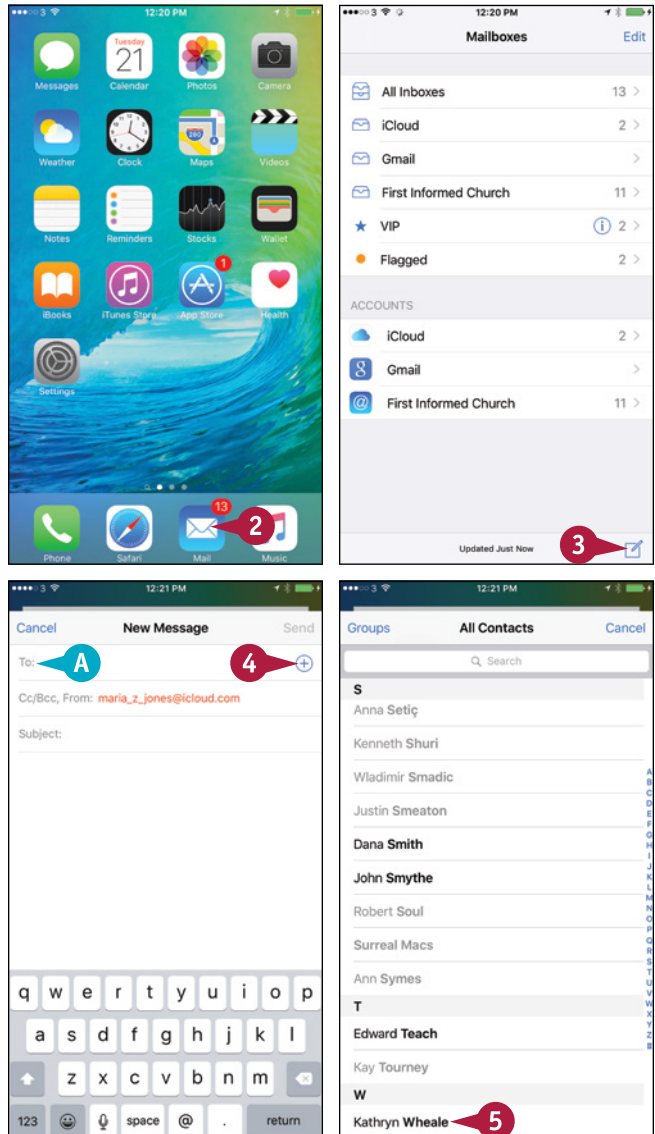 3 12:20 PM
Tuesday
21
Messages Calendar Photos Camera
280
Weather Clock Maps Videos
Notes Reminders Stocks Wallet
1
iBooks iTunes Store App Store Health
Settings
13
2
Phone Safari Mail Music
3 12:20 PM
Mailboxes Edit
All Inboxes 13 >
iCloud 2 >
Gmail >
First Informed Church 11 >
VIP i 2 >
Flagged 2 >
ACCOUNTS
iCloud 2 >
8 Gmail >
@ First Informed Church 11 >
Updated Just Now 3
3 12:21 PM
Cancel New Message Send
To: A 4 +
Cc/Bcc, From: maria_z_jones@icloud.com
Subject:
q w e r t y u i o p
a s d f g h j k l
z x c v b n m
123 space @ . return
3 12:21 PM
Groups All Contacts Cancel
Search
S
Anna Setiç
Kenneth Shuri
Wladimir Smadic
Justin Smeaton
Dana Smith
John Smythe
Robert Soul
Surreal Macs
Ann Symes
T
Edward Teach
Kay Tourney
W
Kathryn Wheale 5
A
B
C
D
E
F
G
H
I
J
K
L
M
N
O
P
Q
R
S
T
U
V
W
X
Y
Z
#